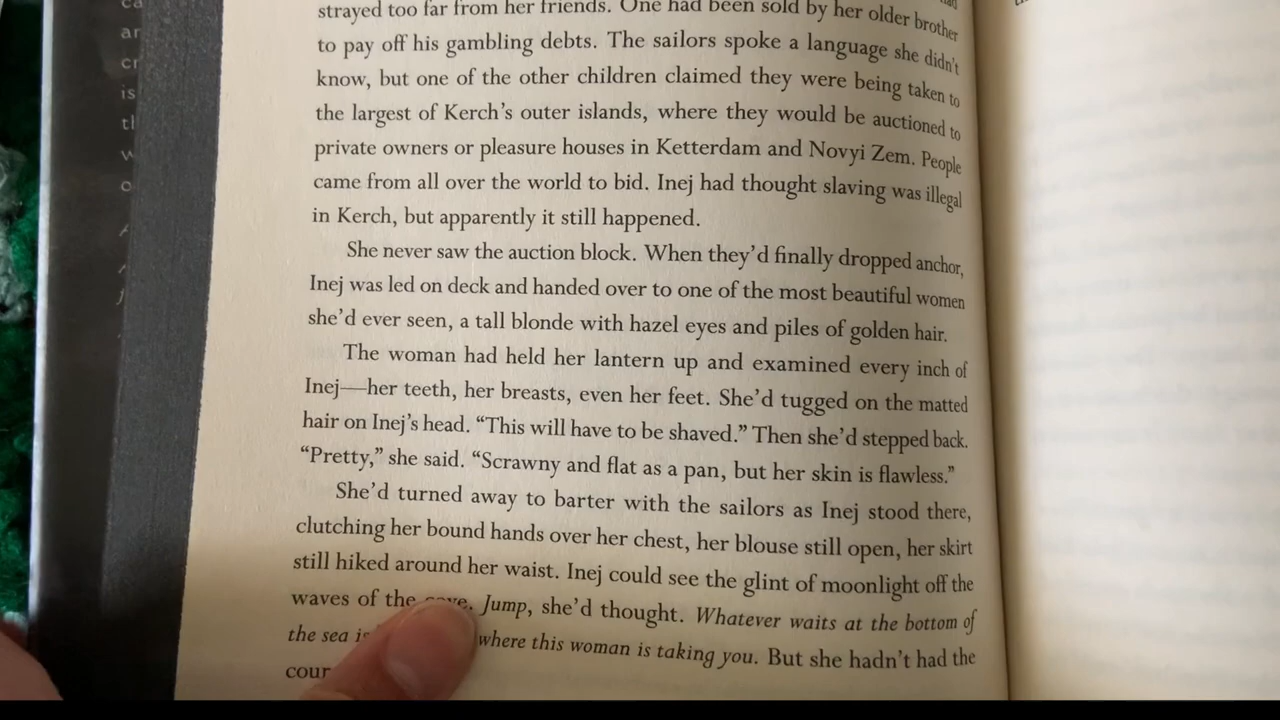 strayed too far from her friends. One had been sold by her older brother
to pay off his gambling debts. The sailors spoke a language she didn't
know, but one of the other children claimed they were being taken to
the largest of Kerch's outer islands, where they would be auctioned to
private owners or pleasure houses in Ketterdam and Novyi Zem. People
came from all over the world to bid. Inej had thought slaving was illegal
in Kerch, but apparently it still happened.
She never saw the auction block. When they'd finally dropped anchor,
Inej was led on deck and handed over to one of the most beautiful women
she'd ever seen, a tall blonde with hazel eyes and piles of golden hair.
The woman had held her lantern up and examined every inch of
Inej—her teeth, her breasts, even her feet. She'd tugged on the matted
hair on Inej's head. “This will have to be shaved.” Then she'd stepped back.
“Pretty,” she said. “Scrawny and flat as a pan, but her skin is flawless.”
She'd turned away to barter with the sailors as Inej stood there,
clutching her bound hands over her chest, her blouse still open, her skirt
still hiked around her waist. Inej could see the glint of moonlight off the
waves of the cove. Jump, she'd thought. Whatever waits at the bottom of
the sea is where this woman is taking you. But she hadn't had the
cour